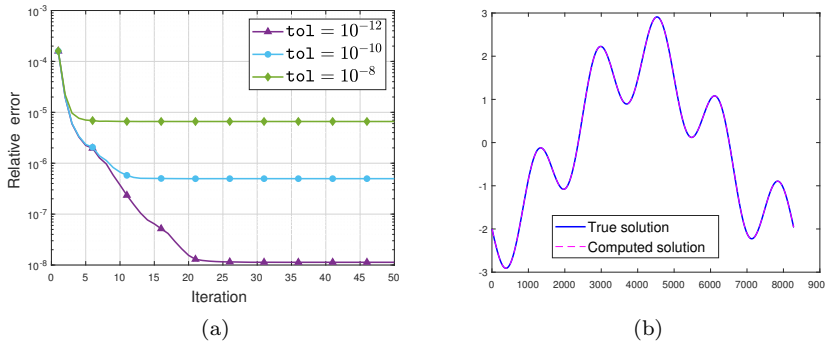 10⁻³
10⁻⁴
10⁻⁵
10⁻⁶
10⁻⁷
10⁻⁸
Relative error
0 5 10 15 20 25 30 35 40 45 50
Iteration
tol = 10⁻¹²
tol = 10⁻¹⁰
tol = 10⁻⁸
(a)
3
2
1
0
-1
-2
-3
0 1000 2000 3000 4000 5000 6000 7000 8000 900
True solution
Computed solution
(b)